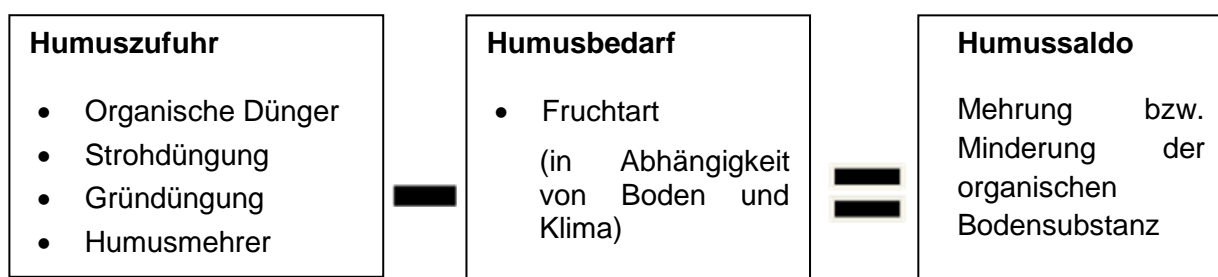 Humuszufuhr
• Organische Dünger
• Strohdüngung
• Gründüngung
• Humusmehrer
Humusbedarf
• Fruchtart
(in Abhängigkeit
von Boden und
Klima)
Humussaldo
Mehrung bzw.
Minderung der
organischen
Bodensubstanz